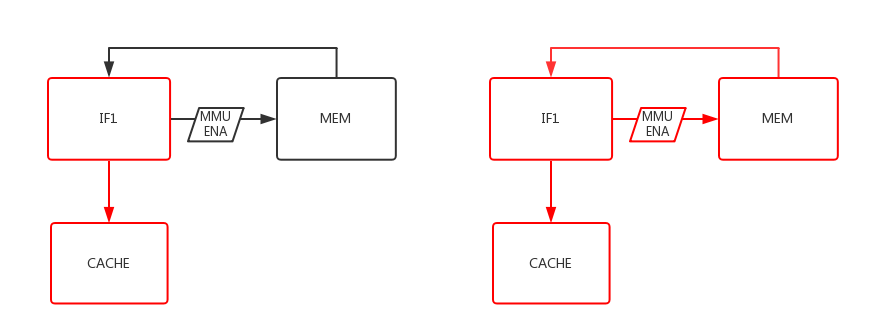 IF1
MMU
ENA
MEM
CACHE
IF1
MMU
ENA
MEM
CACHE